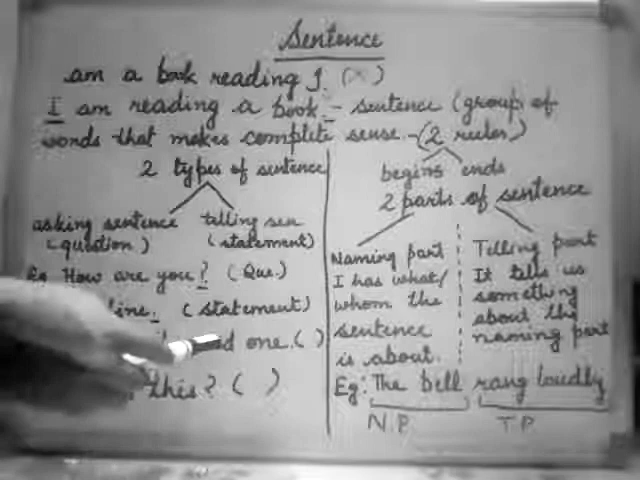 Sentence
am a book reading I. (×)
I am reading a book. - sentence (group of
words that makes complete sense - (2 rules)
begins ends
2 types of sentence
asking sentence
(question)
telling sen
(statement)
Eg. How are you? (Que.)
fine. (statement)
one. ( )
this? ( )
2 parts of sentence
Naming part
I has what/
whom the
sentence
is about.
Telling part
It tells us
something
about the
naming part
Eg: The bell rang loudly
N.P T.P